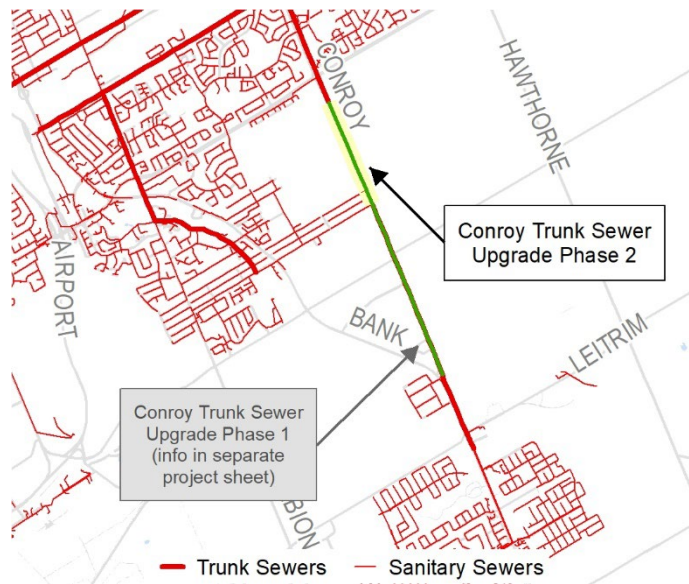 CONROY
HAWTHORNE
Conroy Trunk Sewer
Upgrade Phase 2
AIRPORT
BANK
LEITRIM
Conroy Trunk Sewer
Upgrade Phase 1
(info in separate
project sheet)
BION
Trunk Sewers
Sanitary Sewers